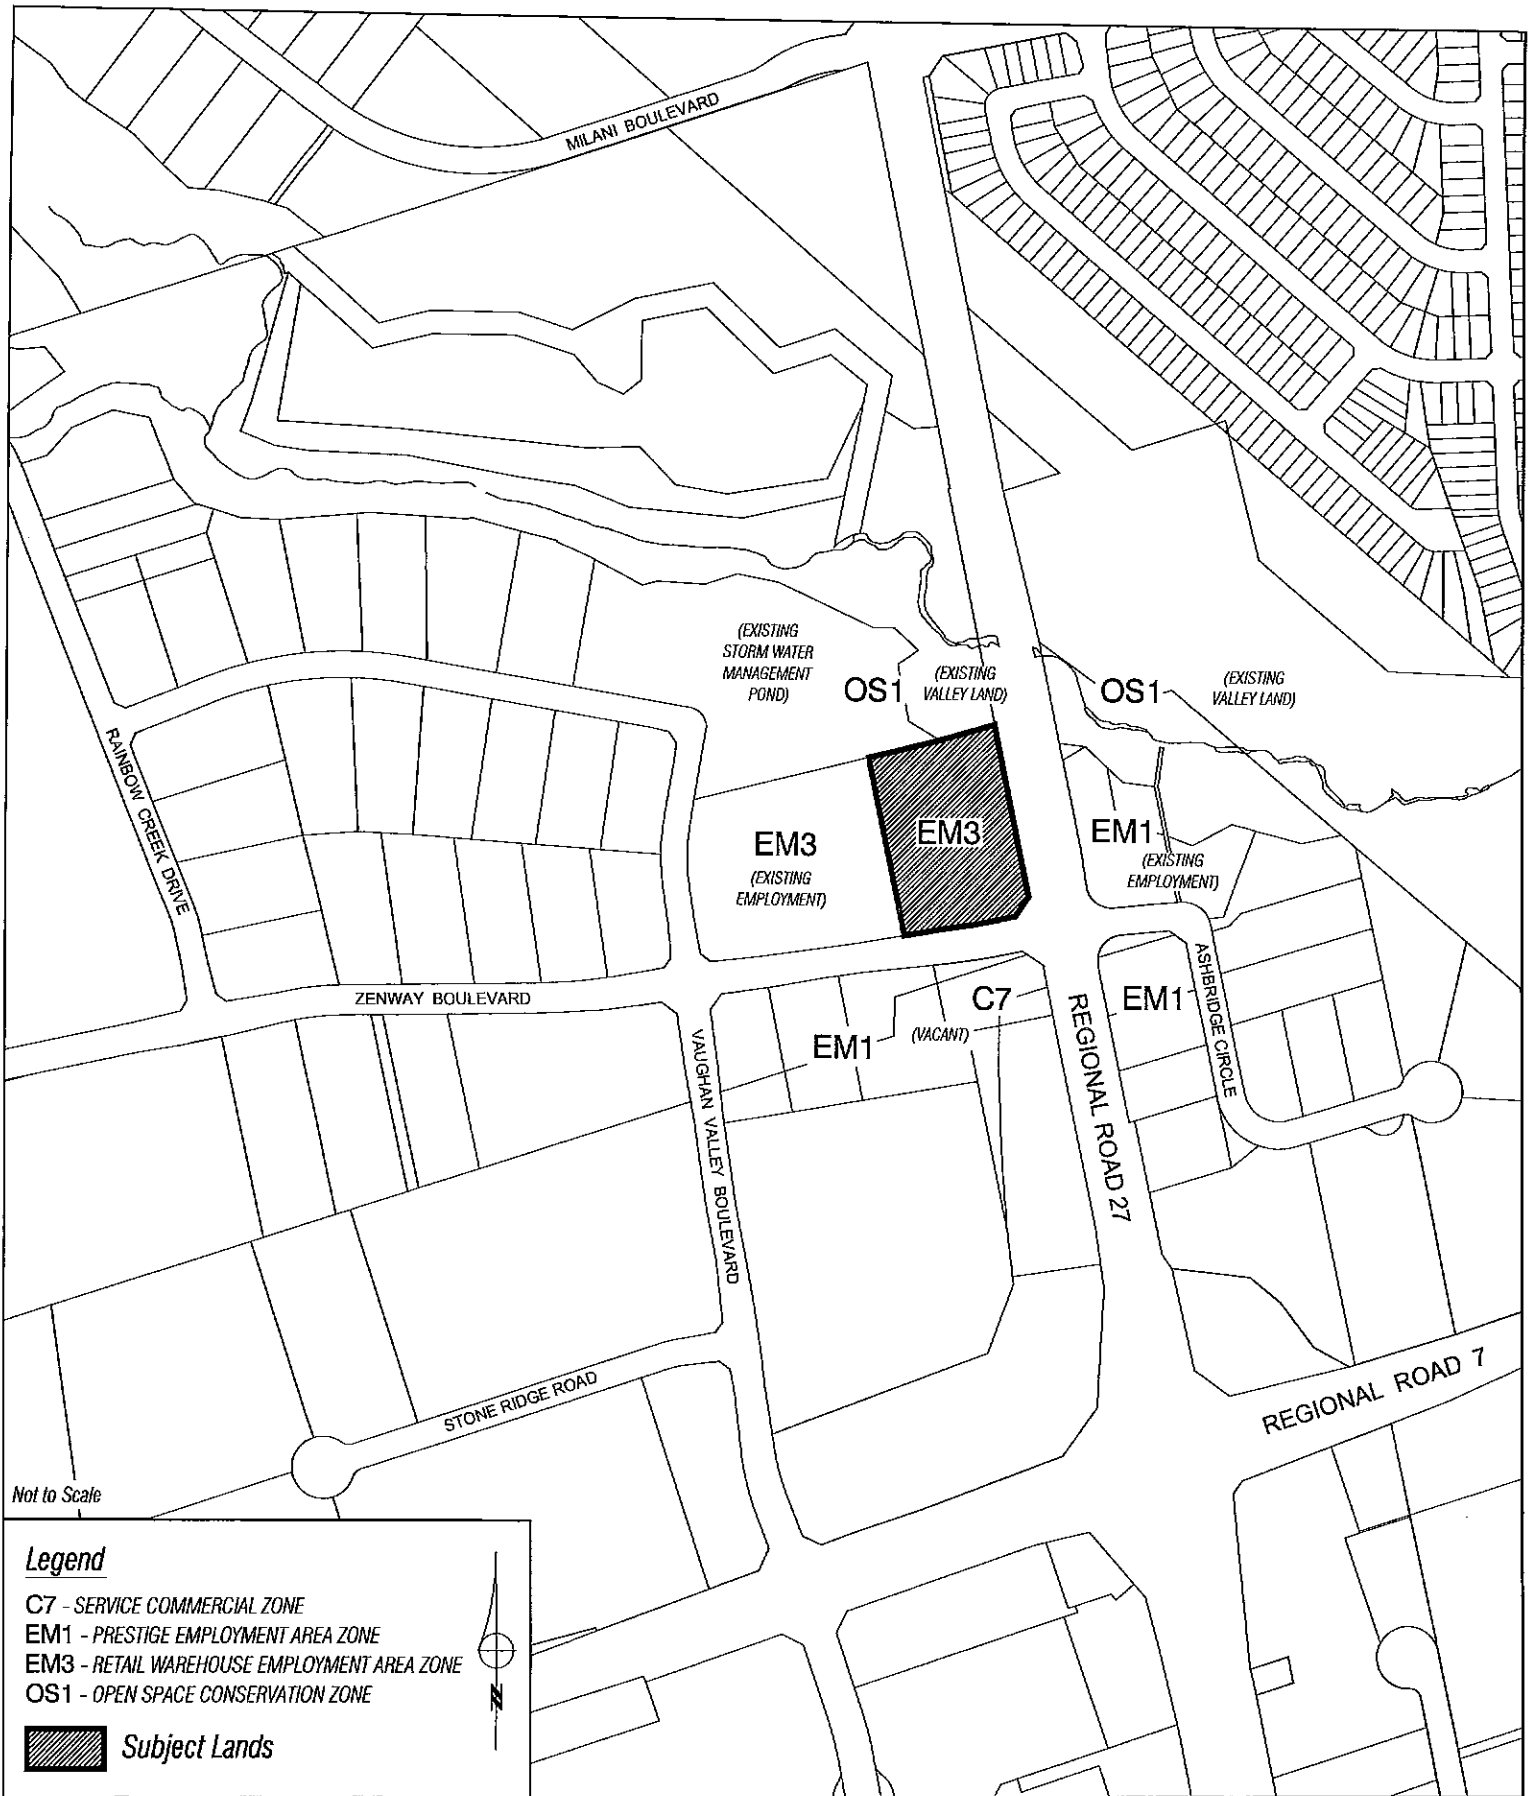 MILANI BOULEVARD
(EXISTING
STORM WATER
MANAGEMENT
POND)
OS1
(EXISTING
VALLEY LAND)
OS1
(EXISTING
VALLEY LAND)
RAINBOW CREEK DRIVE
EM3
(EXISTING
EMPLOYMENT)
EM3
EM1
(EXISTING
EMPLOYMENT)
ZENWAY BOULEVARD
C7
(VACANT)
EM1
EM1
ASHBRIDGE CIRCLE
VAUGHAN VALLEY BOULEVARD
REGIONAL ROAD 27
STONE RIDGE ROAD
REGIONAL ROAD 7
Not to Scale
Legend
C7 - SERVICE COMMERCIAL ZONE
EM1 - PRESTIGE EMPLOYMENT AREA ZONE
EM3 - RETAIL WAREHOUSE EMPLOYMENT AREA ZONE
OS1 - OPEN SPACE CONSERVATION ZONE
N
Subject Lands